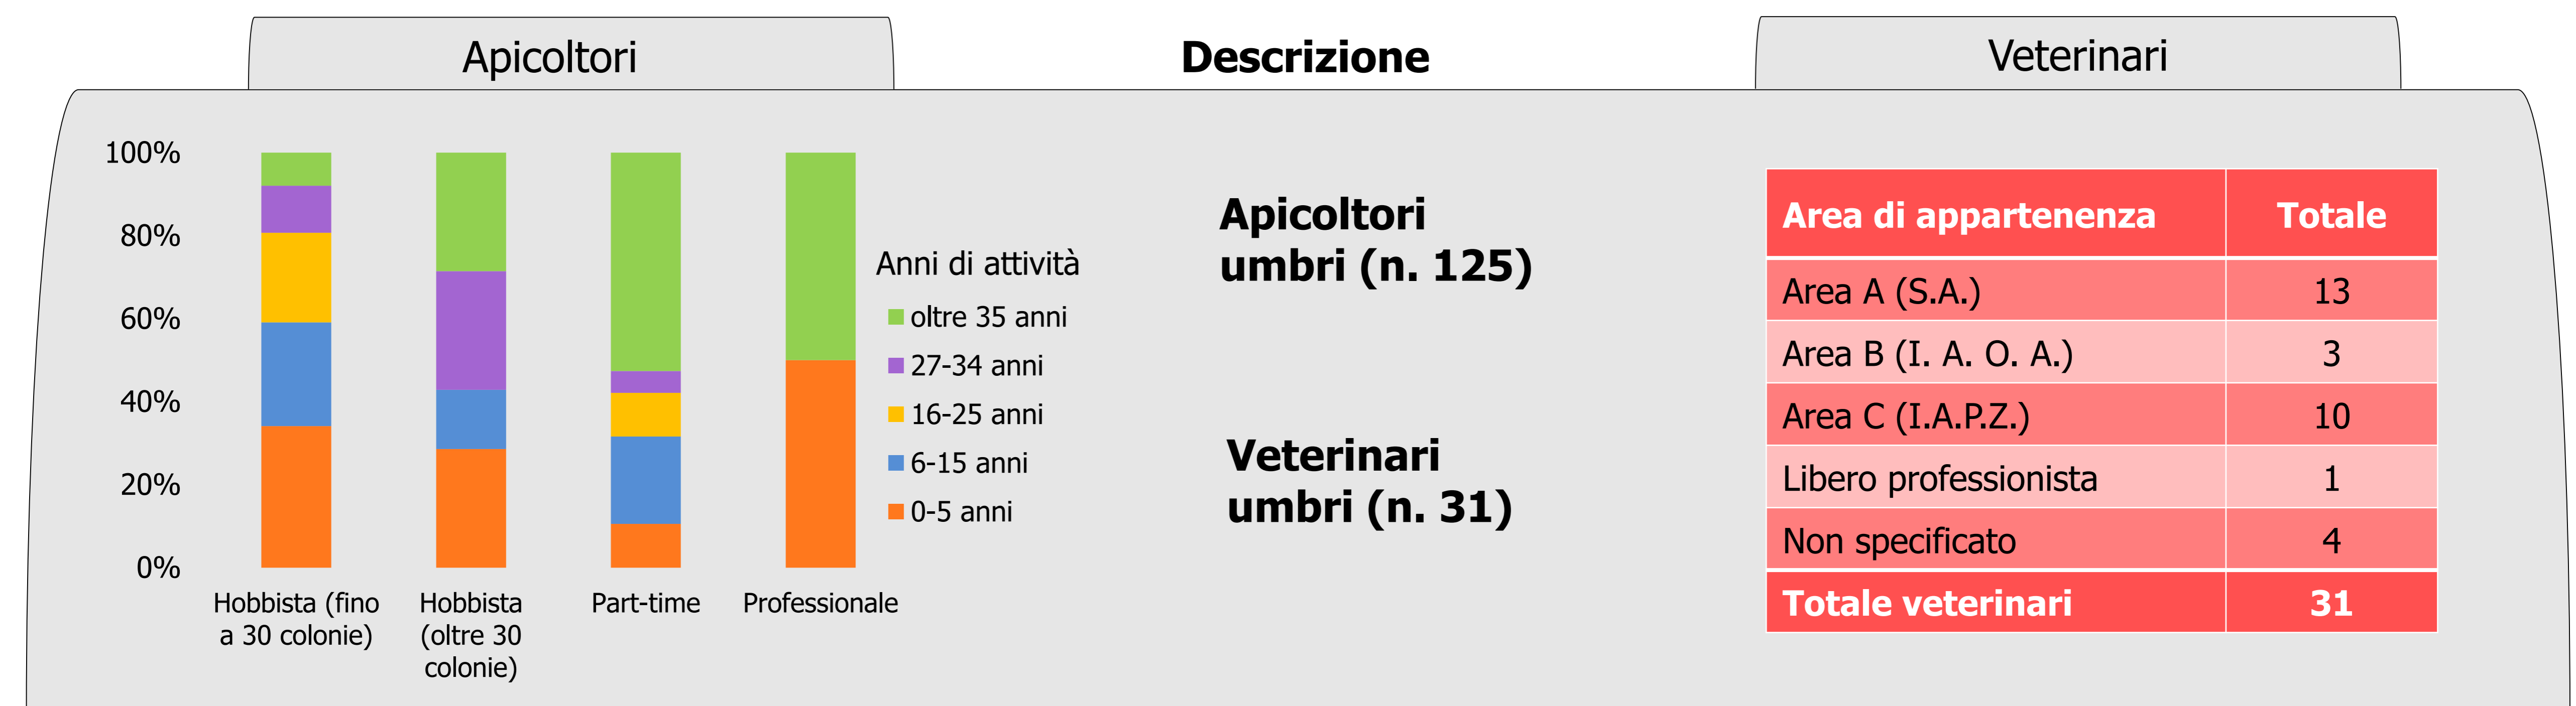 Apicoltori
Descrizione
Veterinari
100%
80%
60%
40%
20%
0%
Hobbista (fino
a 30 colonie)
Hobbista
(oltre 30
colonie)
Part-time
Professionale
Anni di attività
oltre 35 anni
27-34 anni
16-25 anni
6-15 anni
0-5 anni
Apicoltori
umbri (n. 125)
Veterinari
umbri (n. 31)
Area di appartenenza Totale
Area A (S.A.) 13
Area B (I. A. O. A.) 3
Area C (I.A.P.Z.) 10
Libero professionista 1
Non specificato 4
Totale veterinari 31